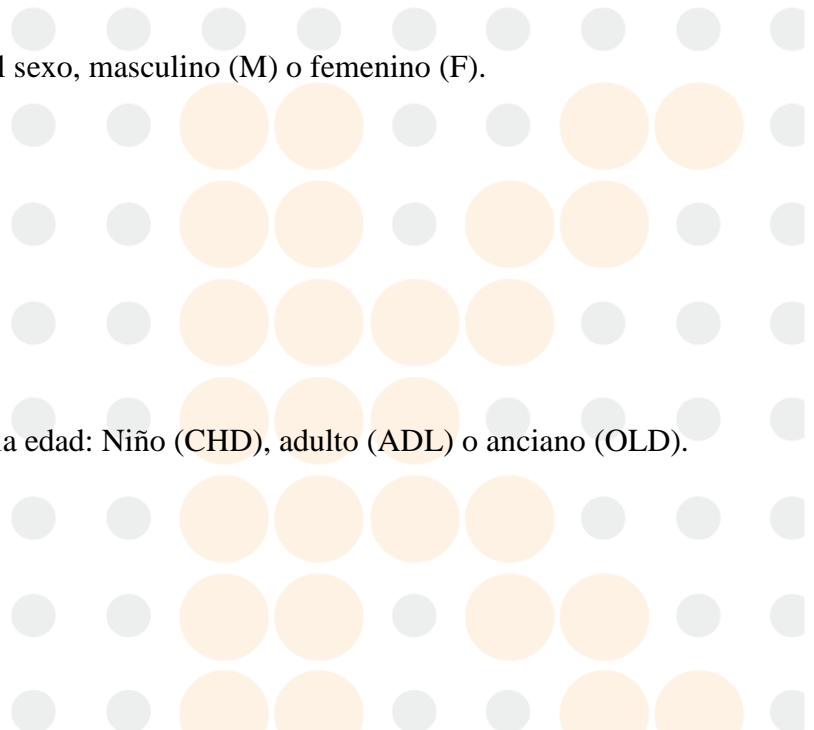 l sexo, masculino (M) o femenino (F).
a edad: Niño (CHD), adulto (ADL) o anciano (OLD).